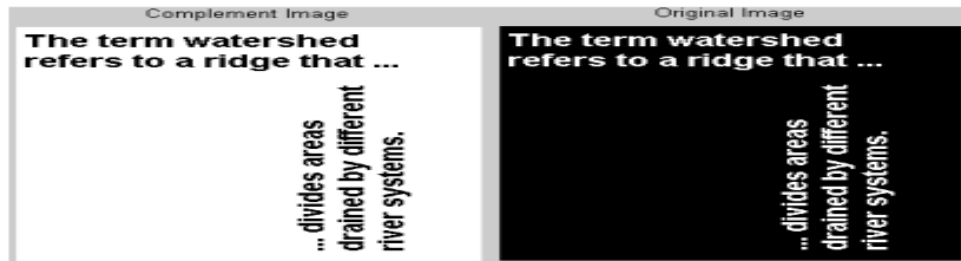 Complement Image
The term watershed
refers to a ridge that ...
... divides areas
drained by different
river systems.
Original Image
The term watershed
refers to a ridge that ...
... divides areas
drained by different
river systems.